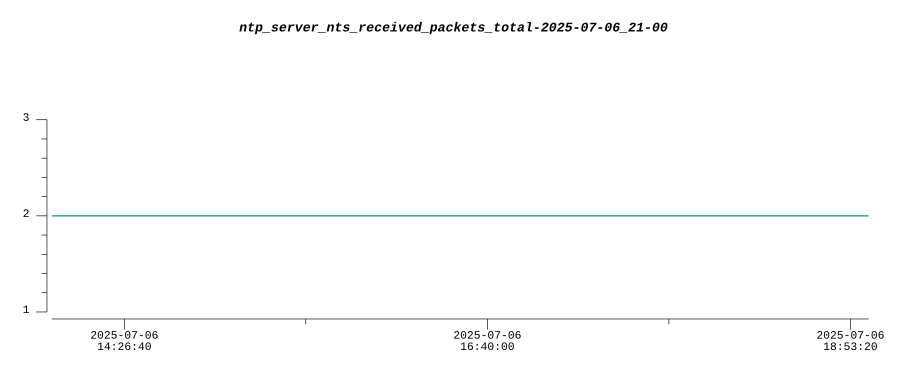 ntp_server_nts_received_packets_total-2025-07-06_21-00
3
2
1
2025-07-06 2025-07-06 2025-07-06
14:26:40 16:40:00 18:53:20